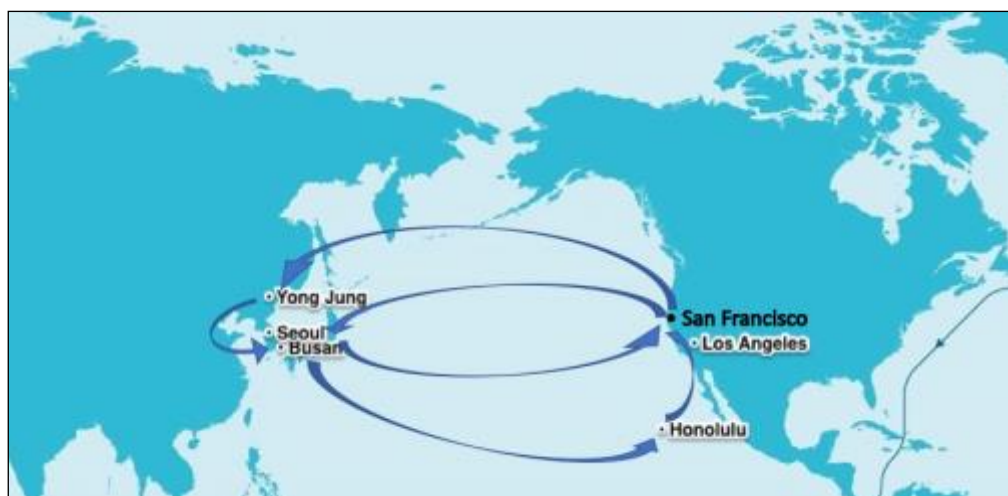 Yong Jung
San Francisco
Seoul
Busan
Los Angeles
Honolulu